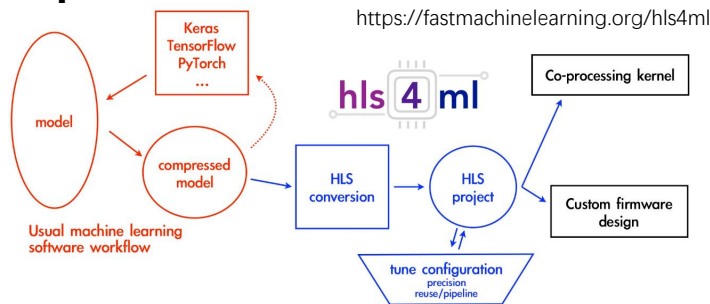 https://fastmachinelearning.org/hls4ml
Keras
TensorFlow
PyTorch
...
hls 4 ml
Co-processing kernel
model
compressed
model
HLS
conversion
HLS
project
Custom firmware
design
Usual machine learning
software workflow
tune configuration
precision
reuse/pipeline